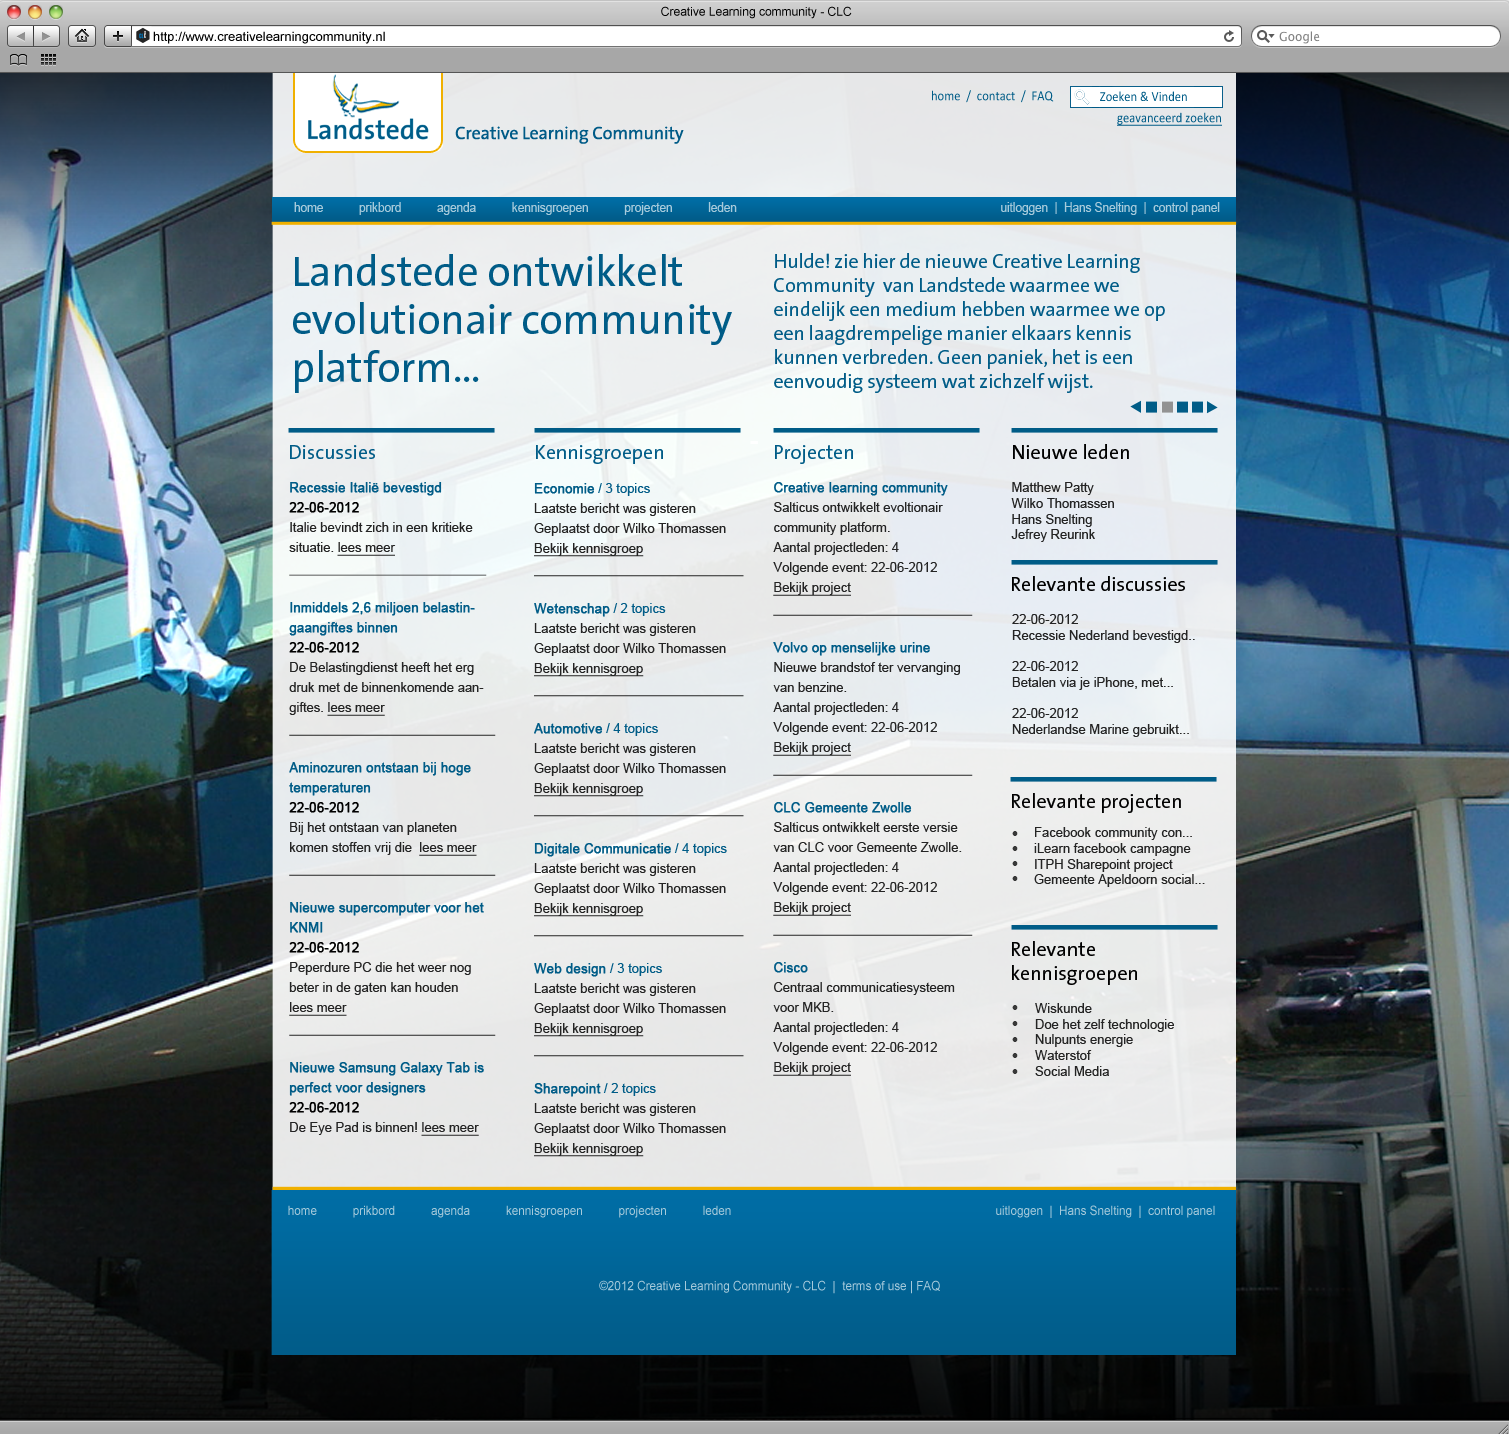 Creative Learning community - CLC
http://www.creativelearningcommunity.nl
Google
Landstede
Creative Learning Community
home / contact / FAQ
Zoeken & Vinden
geavanceerd zoeken
home prikbord agenda kennisgroepen projecten leden
uitloggen | Hans Snelting | control panel
Landstede ontwikkelt
evolutionair community
platform...
Hulde! zie hier de nieuwe Creative Learning
Community van Landstede waarmee we
eindelijk een medium hebben waarmee we op
een laagdrempelige manier elkaars kennis
kunnen verbreden. Geen paniek, het is een
eenvoudig systeem wat zichzelf wijst.
Discussies
Recessie Italië bevestigd
22-06-2012
Italie bevindt zich in een kritieke
situatie. lees meer
Inmiddels 2,6 miljoen belastin-
gaangiftes binnen
22-06-2012
De Belastingdienst heeft het erg
druk met de binnenkomende aan-
giftes. lees meer
Aminozuren ontstaan bij hoge
temperaturen
22-06-2012
Bij het ontstaan van planeten
komen stoffen vrij die lees meer
Nieuwe supercomputer voor het
KNMI
22-06-2012
Peperdure PC die het weer nog
beter in de gaten kan houden
lees meer
Nieuwe Samsung Galaxy Tab is
perfect voor designers
22-06-2012
De Eye Pad is binnen! lees meer
Kennisgroepen
Economie / 3 topics
Laatste bericht was gisteren
Geplaatst door Wilko Thomassen
Bekijk kennisgroep
Wetenschap / 2 topics
Laatste bericht was gisteren
Geplaatst door Wilko Thomassen
Bekijk kennisgroep
Automotive / 4 topics
Laatste bericht was gisteren
Geplaatst door Wilko Thomassen
Bekijk kennisgroep
Digitale Communicatie / 4 topics
Laatste bericht was gisteren
Geplaatst door Wilko Thomassen
Bekijk kennisgroep
Web design / 3 topics
Laatste bericht was gisteren
Geplaatst door Wilko Thomassen
Bekijk kennisgroep
Sharepoint / 2 topics
Laatste bericht was gisteren
Geplaatst door Wilko Thomassen
Bekijk kennisgroep
Projecten
Creative learning community
Salticus ontwikkelt evoltionair
community platform.
Aantal projectleden: 4
Volgende event: 22-06-2012
Bekijk project
Volvo op menselijke urine
Nieuwe brandstof ter vervanging
van benzine.
Aantal projectleden: 4
Volgende event: 22-06-2012
Bekijk project
CLC Gemeente Zwolle
Salticus ontwikkelt eerste versie
van CLC voor Gemeente Zwolle.
Aantal projectleden: 4
Volgende event: 22-06-2012
Bekijk project
Cisco
Centraal communicatiesysteem
voor MKB.
Aantal projectleden: 4
Volgende event: 22-06-2012
Bekijk project
Nieuwe leden
Matthew Patty
Wilko Thomassen
Hans Snelting
Jefrey Reurink
Relevante discussies
22-06-2012
Recessie Nederland bevestigd..
22-06-2012
Betalen via je iPhone, met...
22-06-2012
Nederlandse Marine gebruikt...
Relevante projecten
• Facebook community con...
• iLearn facebook campagne
• ITPH Sharepoint project
• Gemeente Apeldoorn social...
Relevante
kennisgroepen
• Wiskunde
• Doe het zelf technologie
• Nulpunts energie
• Waterstof
• Social Media
home prikbord agenda kennisgroepen projecten leden
uitloggen | Hans Snelting | control panel
©2012 Creative Learning Community - CLC | terms of use | FAQ